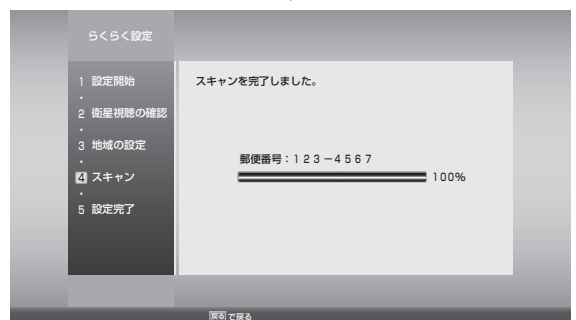 らくらく設定
1 設定開始
2 衛星視聴の確認
3 地域の設定
4 スキャン
5 設定完了
スキャンを完了しました。
郵便番号:123-4567
100%
戻るで戻る